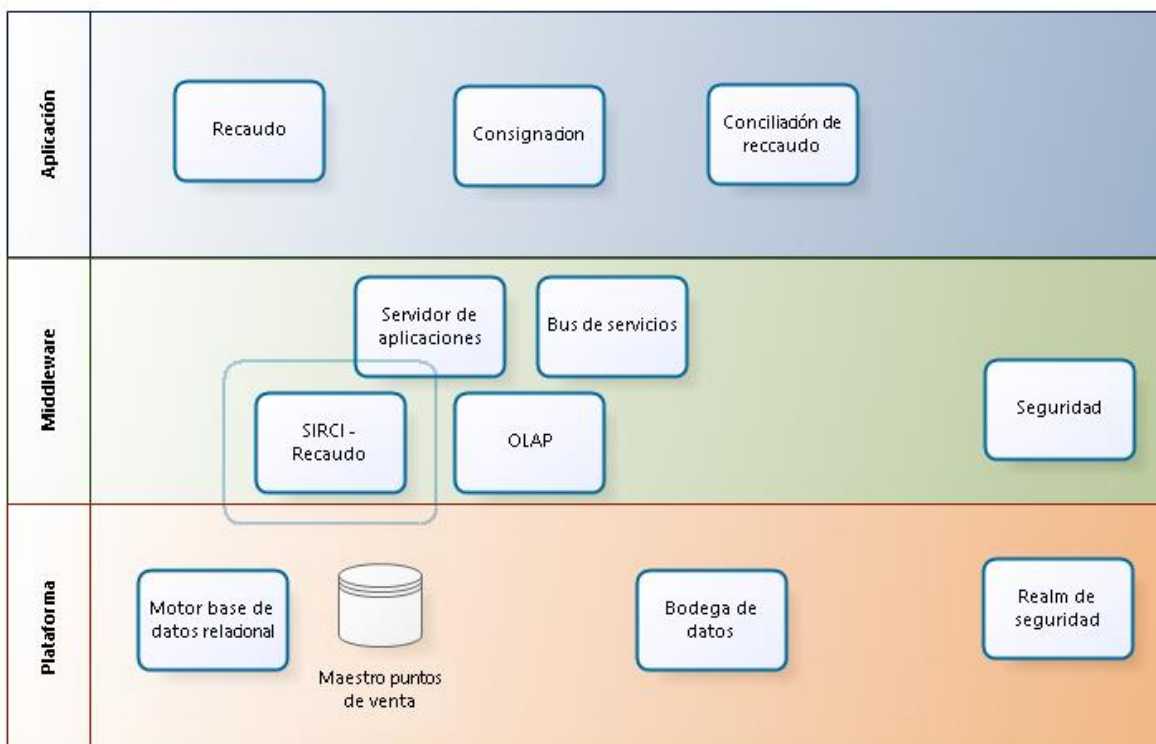 Aplicación
Recaudo
Consignacion
Conciliación de
reccaudo
Middleware
Servidor de
aplicaciones
Bus de servicios
SIRCI -
Recaudo
OLAP
Seguridad
Plataforma
Motor base de
datos relacional
Maestro puntos
de venta
Bodega de
datos
Realm de
seguridad